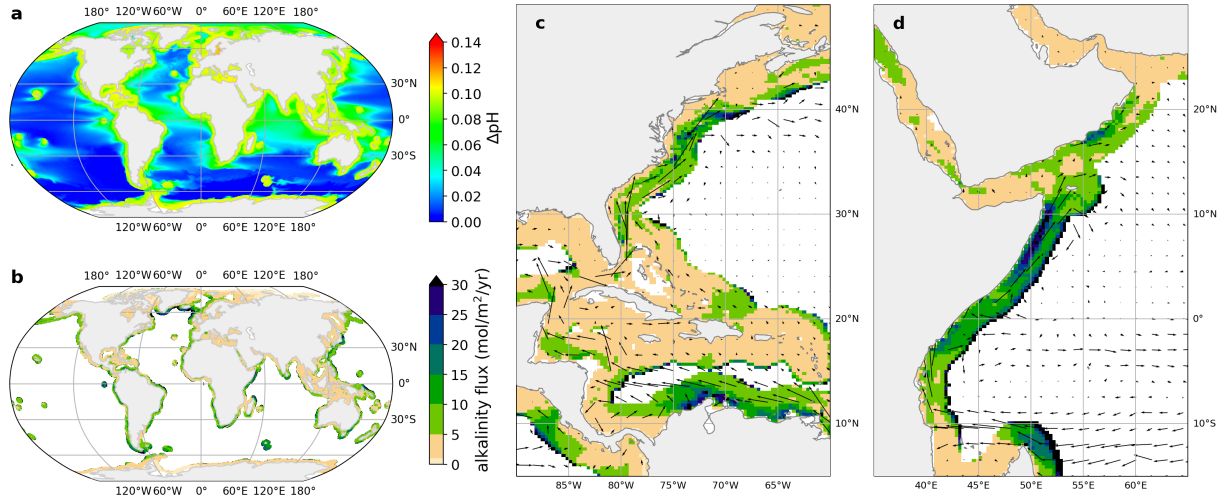 a
180° 120°W 60°W 0° 60°E 120°E 180°
30°N
0°
30°S
120°W 60°W 0° 60°E 120°E 180°
0.14
0.12
0.10
0.08
0.06
0.04
0.02
0.00
ΔpH
b
180° 120°W 60°W 0° 60°E 120°E 180°
30°N
0°
30°S
120°W 60°W 0° 60°E 120°E 180°
30
25
20
15
10
5
0
alkalinity flux (mol/m²/yr)
c
40°N
30°N
20°N
10°N
85°W 80°W 75°W 70°W 65°W
d
20°N
10°N
0°
10°S
40°E 45°E 50°E 55°E 60°E